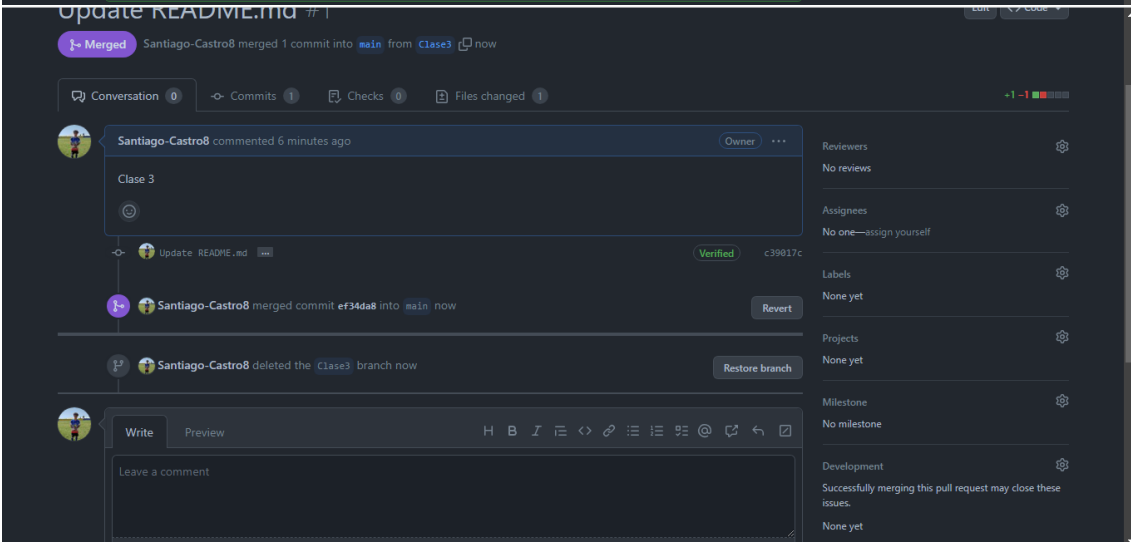 Update README.md #1
Edit
<> Code
Merged
Santiago-Castro8 merged 1 commit into main from Clase3 now
Conversation 0
Commits 1
Checks 0
Files changed 1
+1 −1
Santiago-Castro8 commented 6 minutes ago
Owner
Clase 3
Update README.md ...
Verified
c39017c
Santiago-Castro8 merged commit ef34da8 into main now
Revert
Santiago-Castro8 deleted the Clase3 branch now
Restore branch
Write
Preview
H B I
Leave a comment
Reviewers
No reviews
Assignees
No one—assign yourself
Labels
None yet
Projects
None yet
Milestone
No milestone
Development
Successfully merging this pull request may close these
issues.
None yet